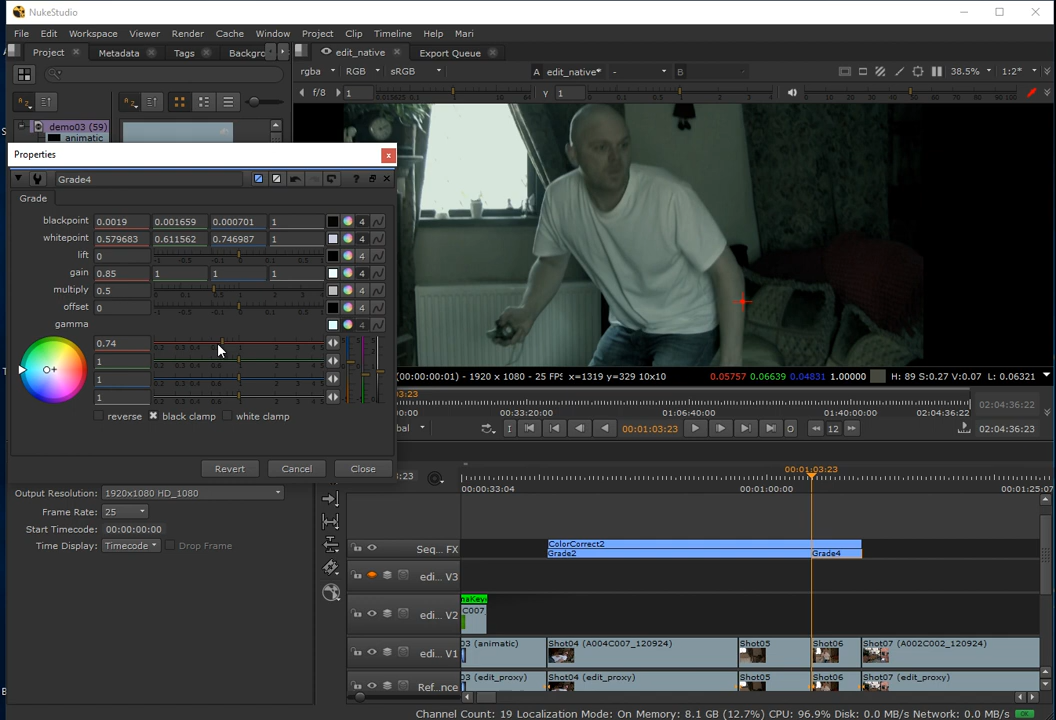 NukeStudio
File Edit Workspace Viewer Render Cache Window Project Clip Timeline Help Mari
Project Metadata Tags Backgro edit_native Export Queue
rgba RGB sRGB A edit_native* - B 38.5% 1:2*
f/8 1 Y 1
demo03 (59)
animatic
Properties
Grade4
Grade
blackpoint 0.0019 0.001659 0.000701 1 4
whitepoint 0.579683 0.611562 0.746987 1 4
lift 0 4
gain 0.85 1 1 1 4
multiply 0.5 4
offset 0 4
gamma 4
0.74
1
1
1
reverse black clamp white clamp
Revert Cancel Close
(00:00:00:01) - 1920 x 1080 - 25 FPS x=1319 y=329 10x10 0.05757 0.06639 0.04831 1.00000 H: 89 S:0.27 V:0.07 L: 0.06321
3:23
:00:00 00:33:20:00 01:06:40:00 01:40:00:00 02:04:36:22 02:04:36:22
bal I 00:01:03:23 O 12 02:04:36:23
3:23 00:01:03:23
00:00:33:04 00:01:00:00 00:01:25:07
Output Resolution: 1920x1080 HD_1080
Frame Rate: 25
Start Timecode: 00:00:00:00
Time Display: Timecode Drop Frame
Seq... FX ColorCorrect2
Grade2 Grade4
edi... V3
edi... V2 naKey
C007
edi... V1 03 (animatic) Shot04 (A004C007_120924) Shot05 Shot06 Shot07 (A002C002_120924)
Ref...nce 03 (edit_proxy) Shot04 (edit_proxy) Shot05 Shot06 Shot07 (edit_proxy)
Channel Count: 19 Localization Mode: On Memory: 8.1 GB (12.7%) CPU: 96.9% Disk: 0.0 MB/s Network: 0.0 MB/s